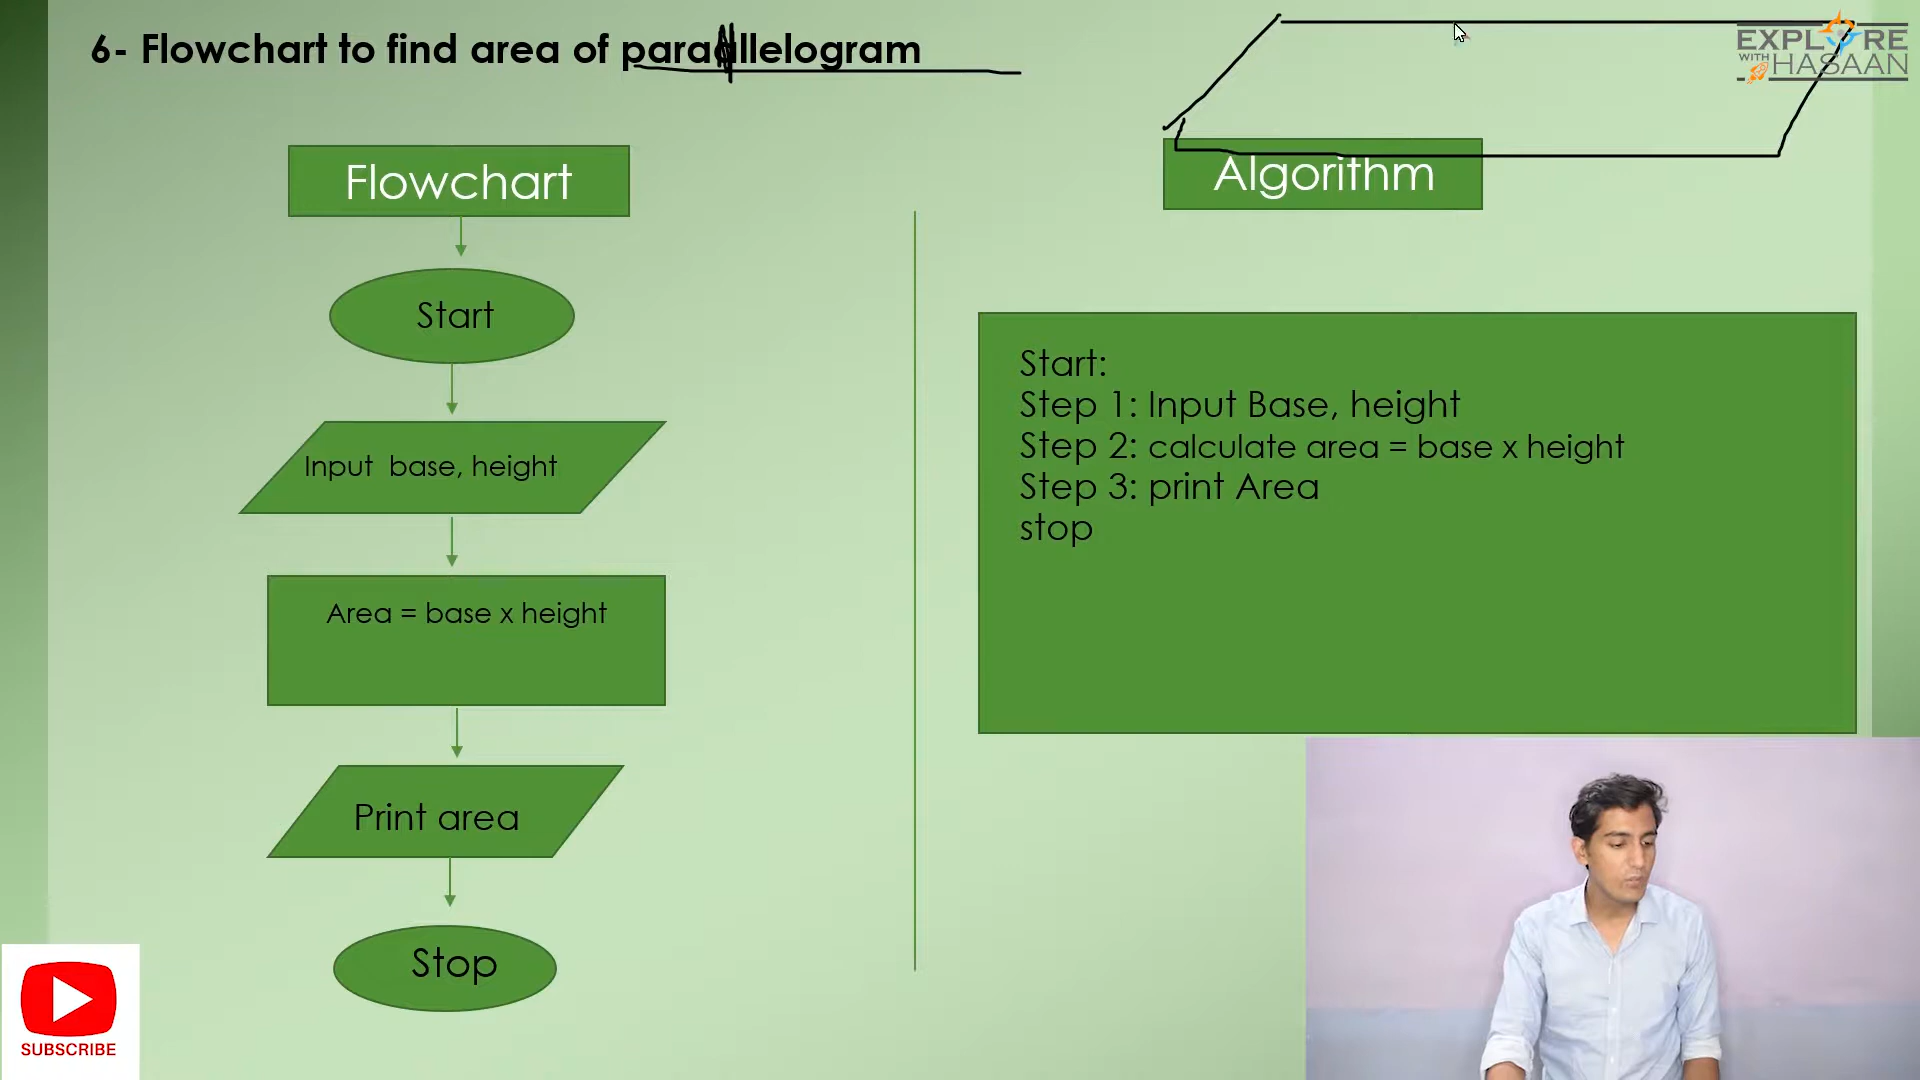 6- Flowchart to find area of paraallelogram
EXPLORE
WITH HASAAN
Flowchart
Algorithm
Start
Input base, height
Area = base x height
Print area
Stop
Start:
Step 1: Input Base, height
Step 2: calculate area = base x height
Step 3: print Area
stop
SUBSCRIBE